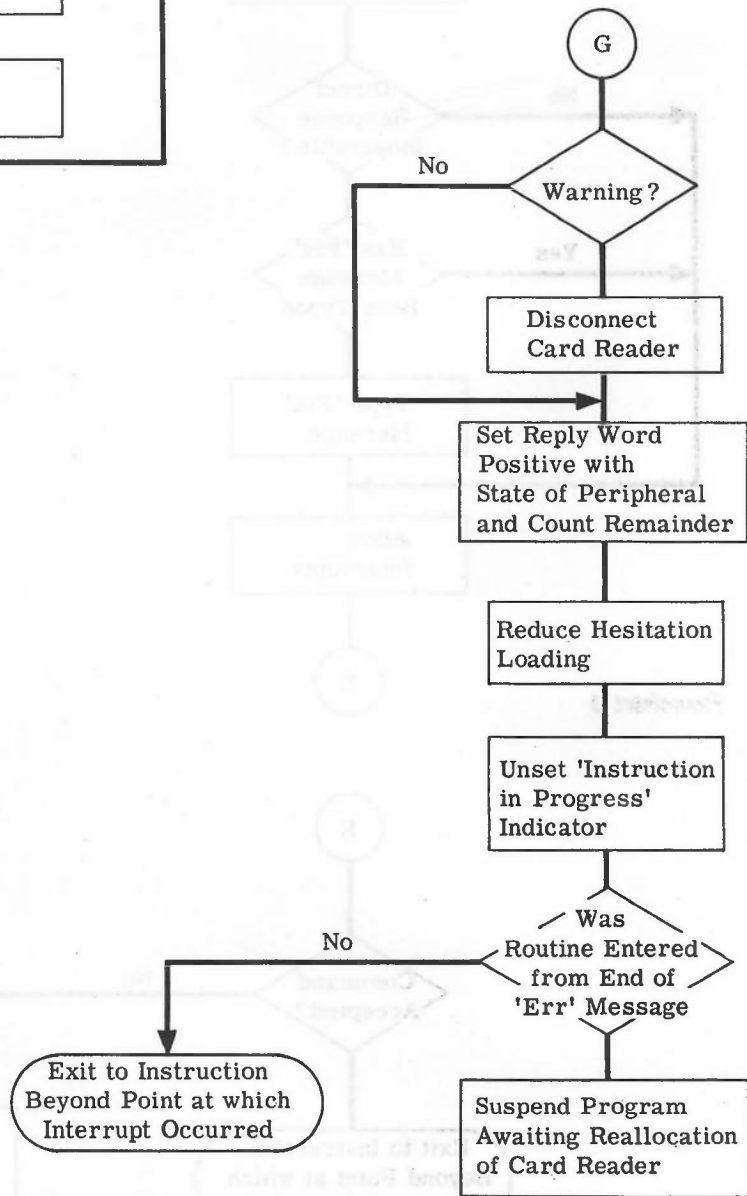 G
No
Warning?
Disconnect
Card Reader
Set Reply Word
Positive with
State of Peripheral
and Count Remainder
Reduce Hesitation
Loading
Unset 'Instruction
in Progress'
Indicator
Was
Routine Entered
from End of
'Err' Message
No
Exit to Instruction
Beyond Point at which
Interrupt Occurred
Suspend Program
Awaiting Reallocation
of Card Reader